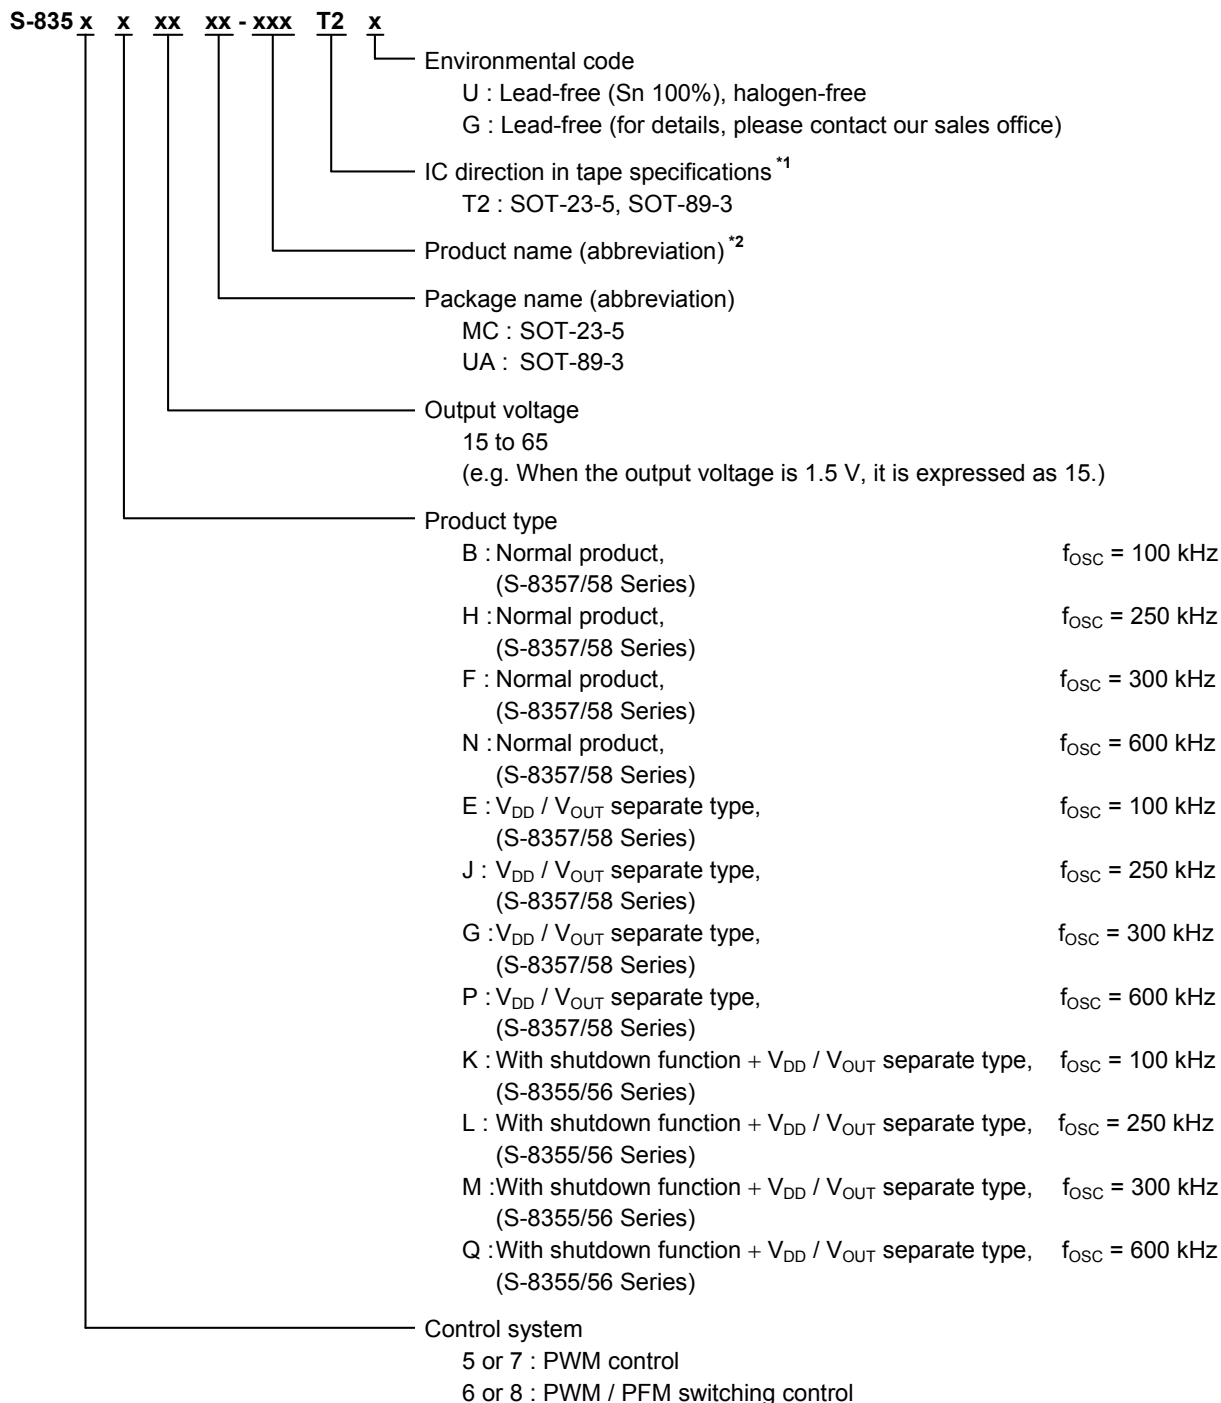 S-835 x x xx xx - xxx T2 x
Environmental code
U : Lead-free (Sn 100%), halogen-free
G : Lead-free (for details, please contact our sales office)
IC direction in tape specifications *1
T2 : SOT-23-5, SOT-89-3
Product name (abbreviation) *2
Package name (abbreviation)
MC : SOT-23-5
UA : SOT-89-3
Output voltage
15 to 65
(e.g. When the output voltage is 1.5 V, it is expressed as 15.)
Product type
B : Normal product, fOSC = 100 kHz
(S-8357/58 Series)
H : Normal product, fOSC = 250 kHz
(S-8357/58 Series)
F : Normal product, fOSC = 300 kHz
(S-8357/58 Series)
N : Normal product, fOSC = 600 kHz
(S-8357/58 Series)
E : VDD / VOUT separate type, fOSC = 100 kHz
(S-8357/58 Series)
J : VDD / VOUT separate type, fOSC = 250 kHz
(S-8357/58 Series)
G : VDD / VOUT separate type, fOSC = 300 kHz
(S-8357/58 Series)
P : VDD / VOUT separate type, fOSC = 600 kHz
(S-8357/58 Series)
K : With shutdown function + VDD / VOUT separate type, fOSC = 100 kHz
(S-8355/56 Series)
L : With shutdown function + VDD / VOUT separate type, fOSC = 250 kHz
(S-8355/56 Series)
M : With shutdown function + VDD / VOUT separate type, fOSC = 300 kHz
(S-8355/56 Series)
Q : With shutdown function + VDD / VOUT separate type, fOSC = 600 kHz
(S-8355/56 Series)
Control system
5 or 7 : PWM control
6 or 8 : PWM / PFM switching control